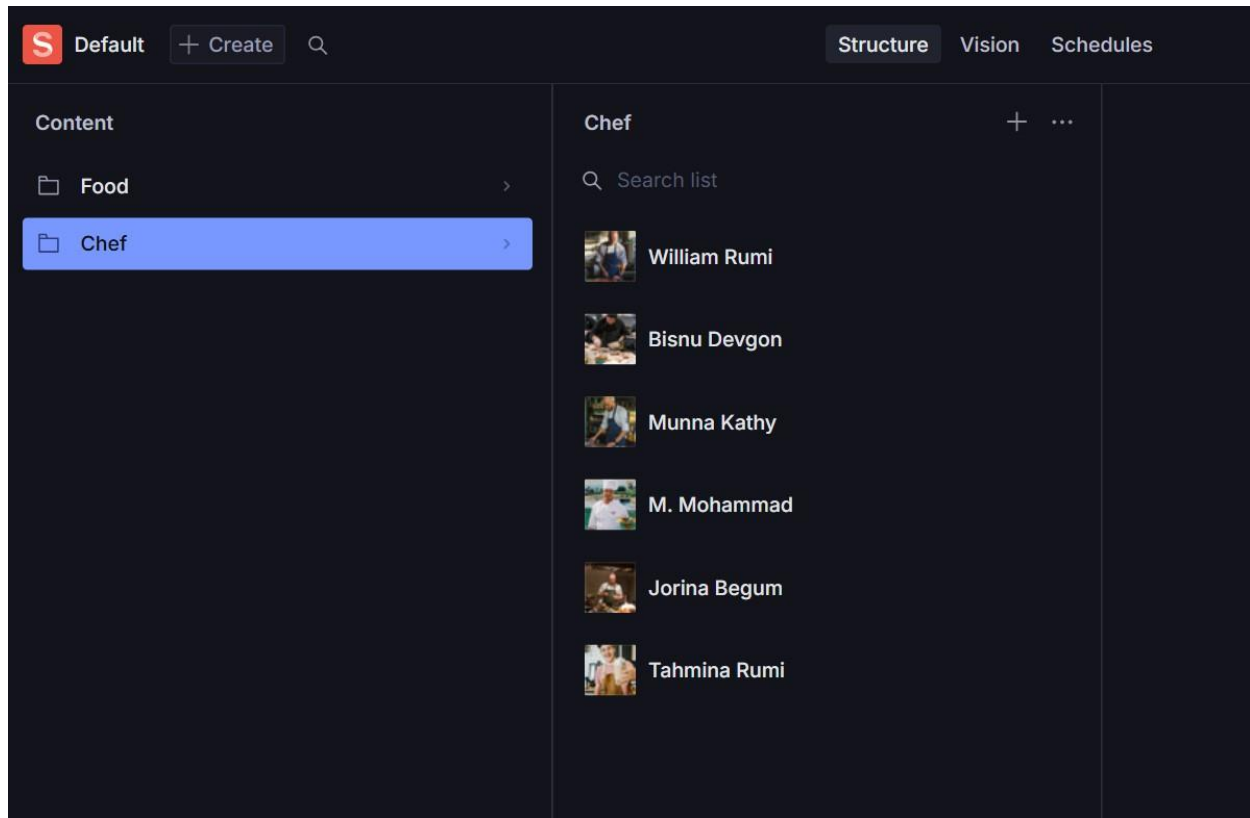 S Default + Create
Structure Vision Schedules
Content
Food
Chef
Chef
Search list
William Rumi
Bisnu Devgon
Munna Kathy
M. Mohammad
Jorina Begum
Tahmina Rumi